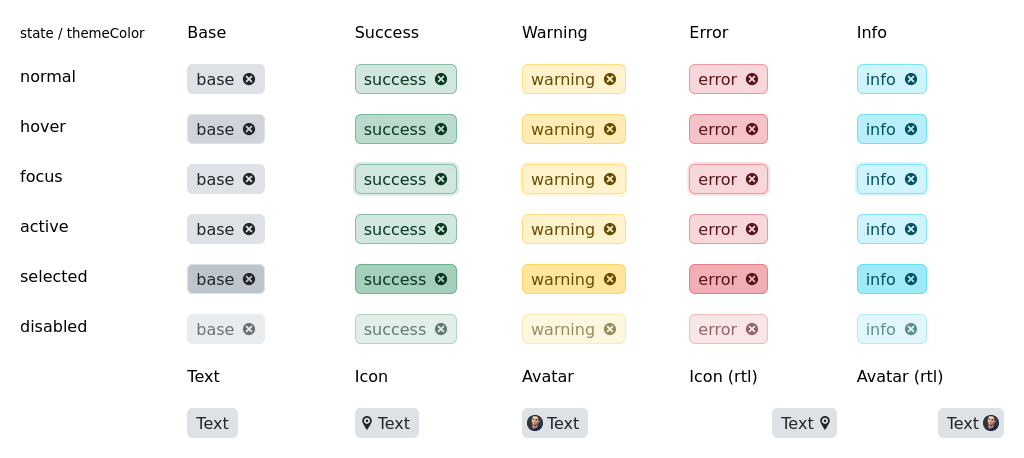 state / themeColor Base Success Warning Error Info
normal base success warning error info
hover base success warning error info
focus base success warning error info
active base success warning error info
selected base success warning error info
disabled base success warning error info
Text Icon Avatar Icon (rtl) Avatar (rtl)
Text Text Text Text Text